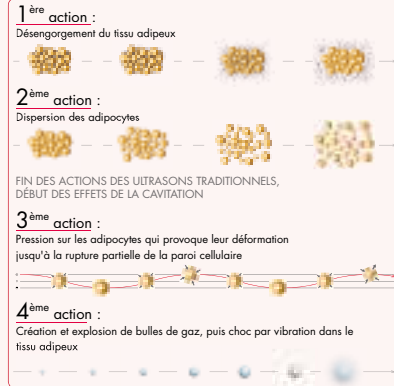 1ère action :
Désengorgement du tissu adipeux
2ème action :
Dispersion des adipocytes
FIN DES ACTIONS DES ULTRASONS TRADITIONNELS,
DÉBUT DES EFFETS DE LA CAVITATION
3ème action :
Pression sur les adipocytes qui provoque leur déformation
jusqu'à la rupture partielle de la paroi cellulaire
4ème action :
Création et explosion de bulles de gaz, puis choc par vibration dans le
tissu adipeux